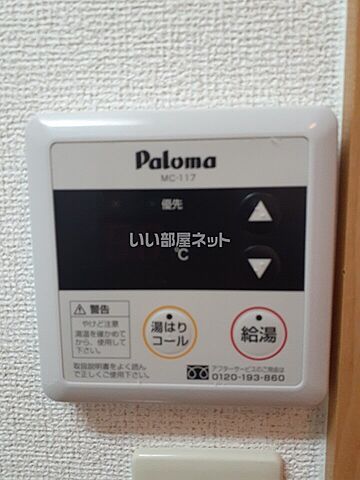 Paloma
MC-117
優先
いい部屋ネット
℃
警告
やけど注意
湯温を確かめて
から、使用して
下さい。
取扱説明書をよく読ん
で正しくご使用下さい。
湯はり
コール
給湯
アフターサービスのご用命は
0120-193-860